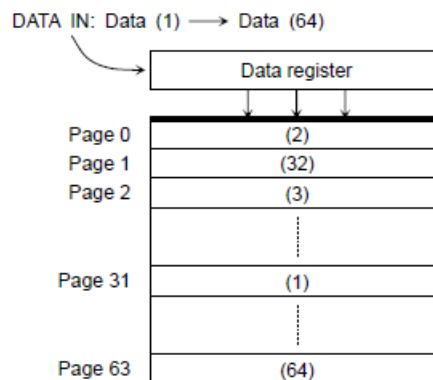 DATA IN: Data (1) → Data (64)
Data register
Page 0 (2)
Page 1 (32)
Page 2 (3)
Page 31 (1)
Page 63 (64)